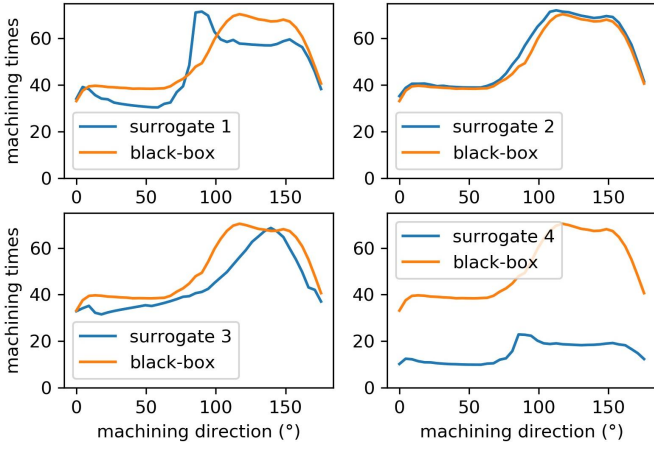 machining times
60
40
20
0
surrogate 1
black-box
0 50 100 150
60
40
20
0
surrogate 2
black-box
0 50 100 150
machining times
60
40
20
0
surrogate 3
black-box
0 50 100 150
machining direction (°)
60
40
20
0
surrogate 4
black-box
0 50 100 150
machining direction (°)